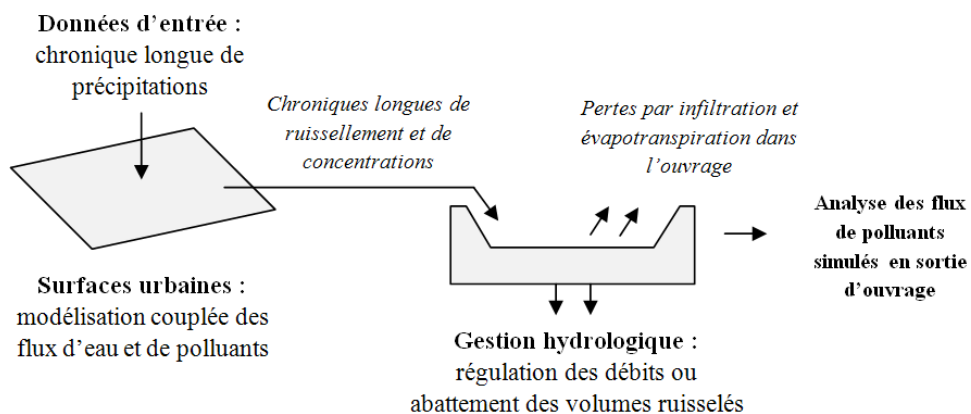 Données d'entrée :
chronique longue de
précipitations
Chroniques longues de
ruissellement et de
concentrations
Pertes par infiltration et
évapotranspiration dans
l'ouvrage
Analyse des flux
de polluants
simulés en sortie
d'ouvrage
Surfaces urbaines :
modélisation couplée des
flux d'eau et de polluants
Gestion hydrologique :
régulation des débits ou
abattement des volumes ruisselés